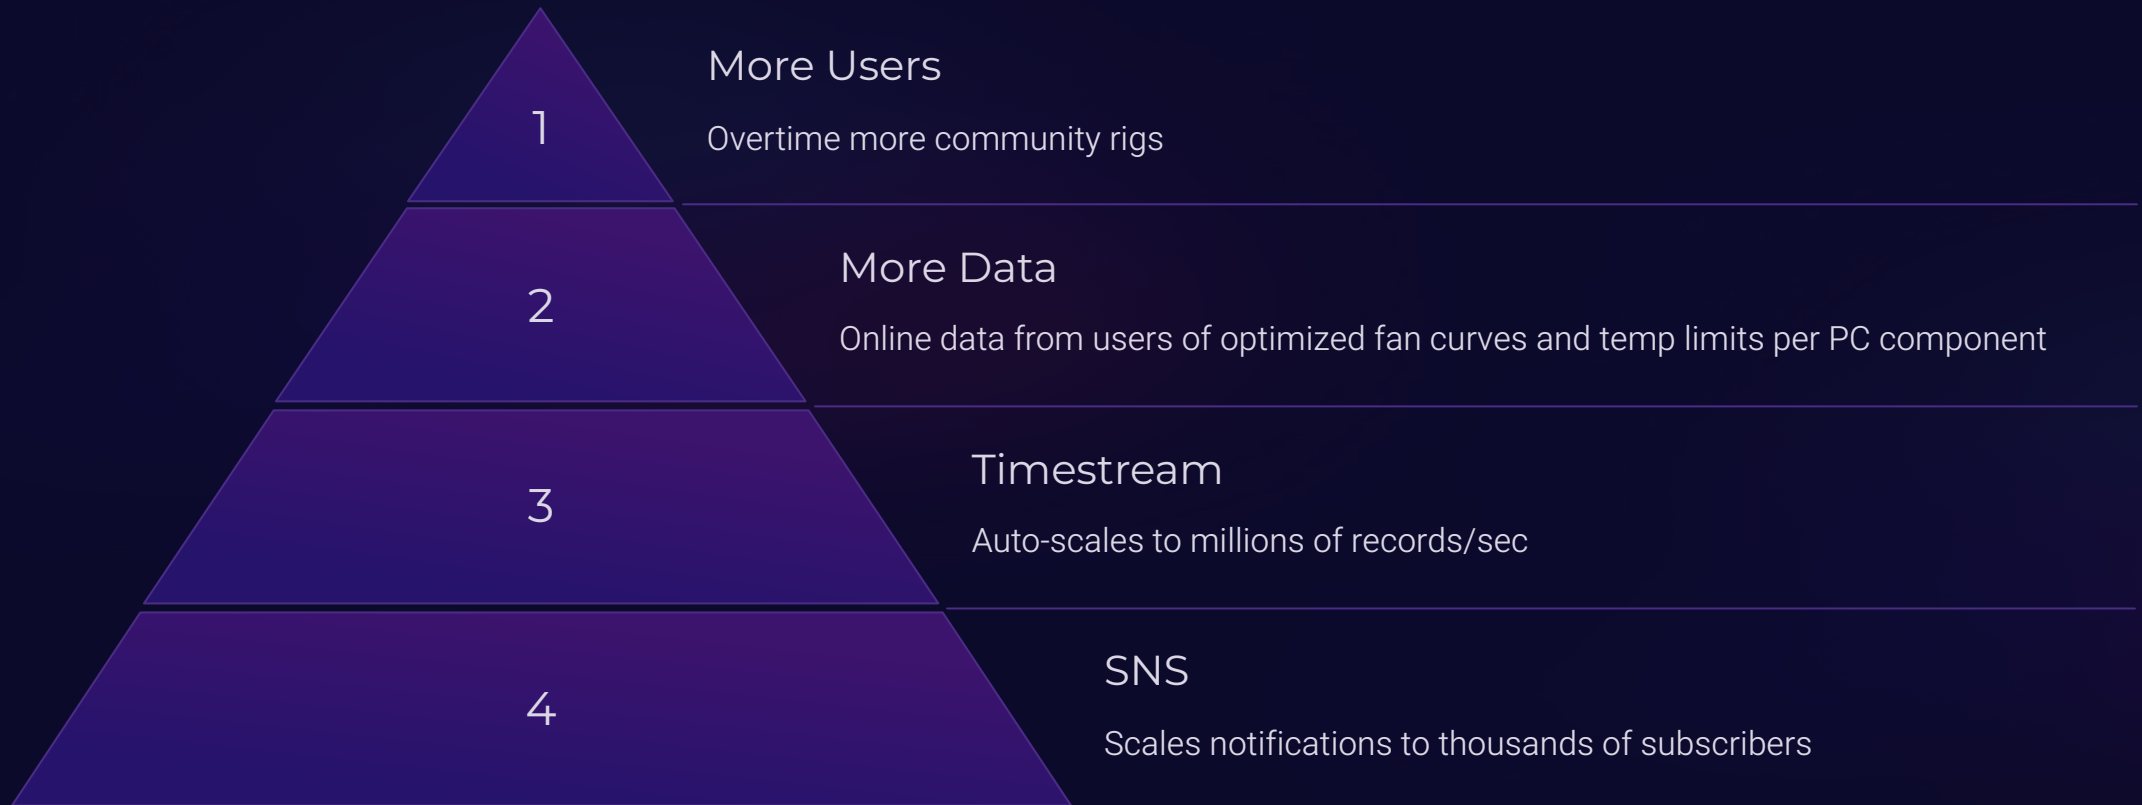 1
More Users
Overtime more community rigs
2
More Data
Online data from users of optimized fan curves and temp limits per PC component
3
Timestream
Auto-scales to millions of records/sec
4
SNS
Scales notifications to thousands of subscribers